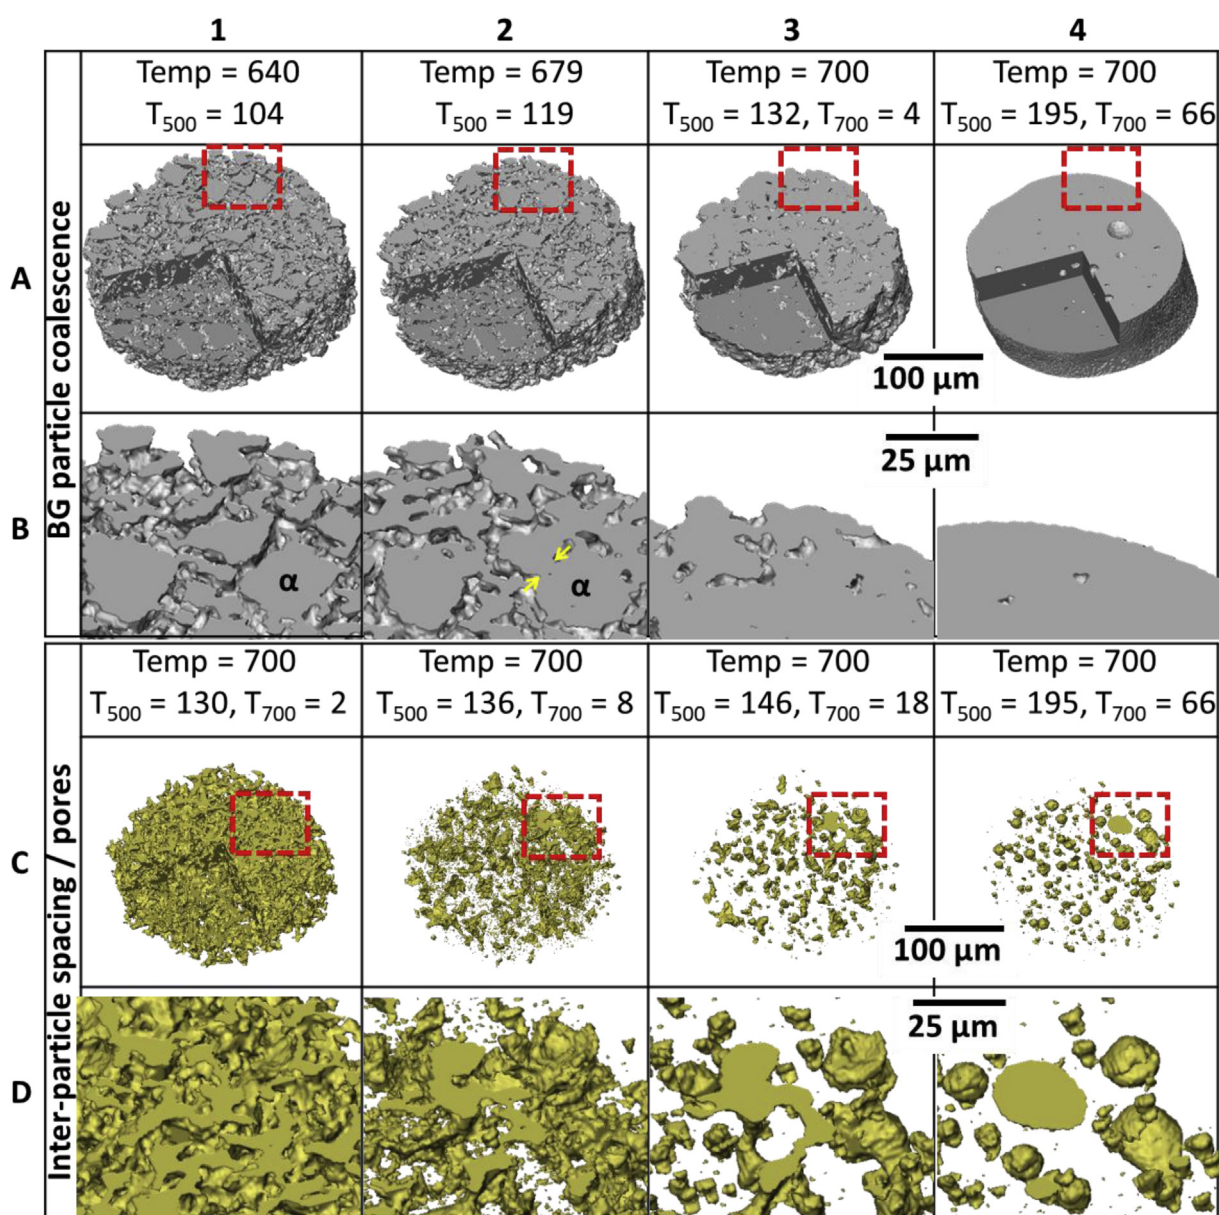 1 2 3 4
BG particle coalescence
Temp = 640 Temp = 679 Temp = 700 Temp = 700
T₅₀₀ = 104 T₅₀₀ = 119 T₅₀₀ = 132, T₇₀₀ = 4 T₅₀₀ = 195, T₇₀₀ = 66
A
100 µm
25 µm
B
α α
Inter-particle spacing / pores
Temp = 700 Temp = 700 Temp = 700 Temp = 700
T₅₀₀ = 130, T₇₀₀ = 2 T₅₀₀ = 136, T₇₀₀ = 8 T₅₀₀ = 146, T₇₀₀ = 18 T₅₀₀ = 195, T₇₀₀ = 66
C
100 µm
25 µm
D